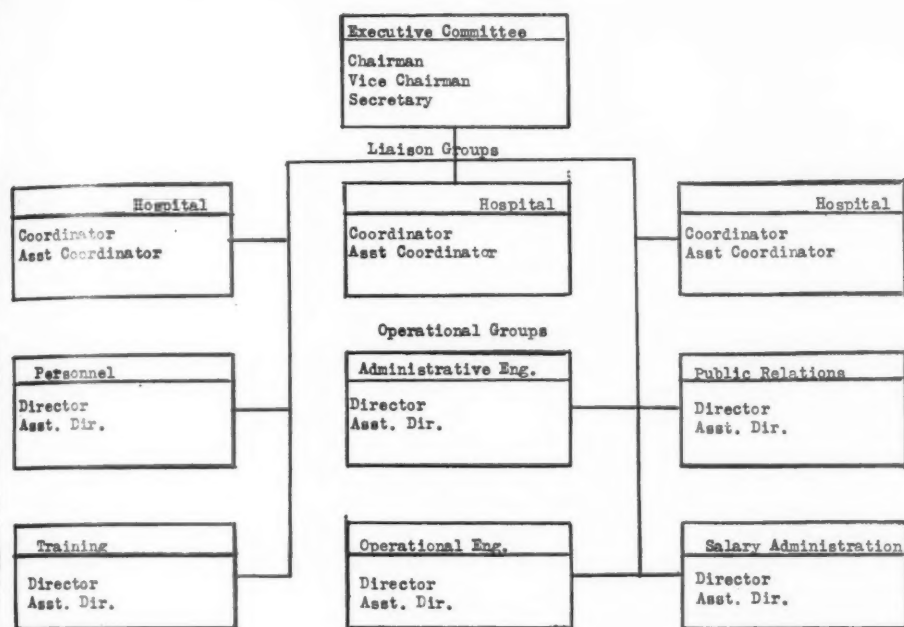 Executive Committee
Chairman
Vice Chairman
Secretary
Liaison Groups
Hospital
Coordinator
Asst Coordinator
Hospital
Coordinator
Asst Coordinator
Hospital
Coordinator
Asst Coordinator
Operational Groups
Personnel
Director
Asst. Dir.
Administrative Eng.
Director
Asst. Dir.
Public Relations
Director
Asst. Dir.
Training
Director
Asst. Dir.
Operational Eng.
Director
Asst. Dir.
Salary Administration
Director
Asst. Dir.